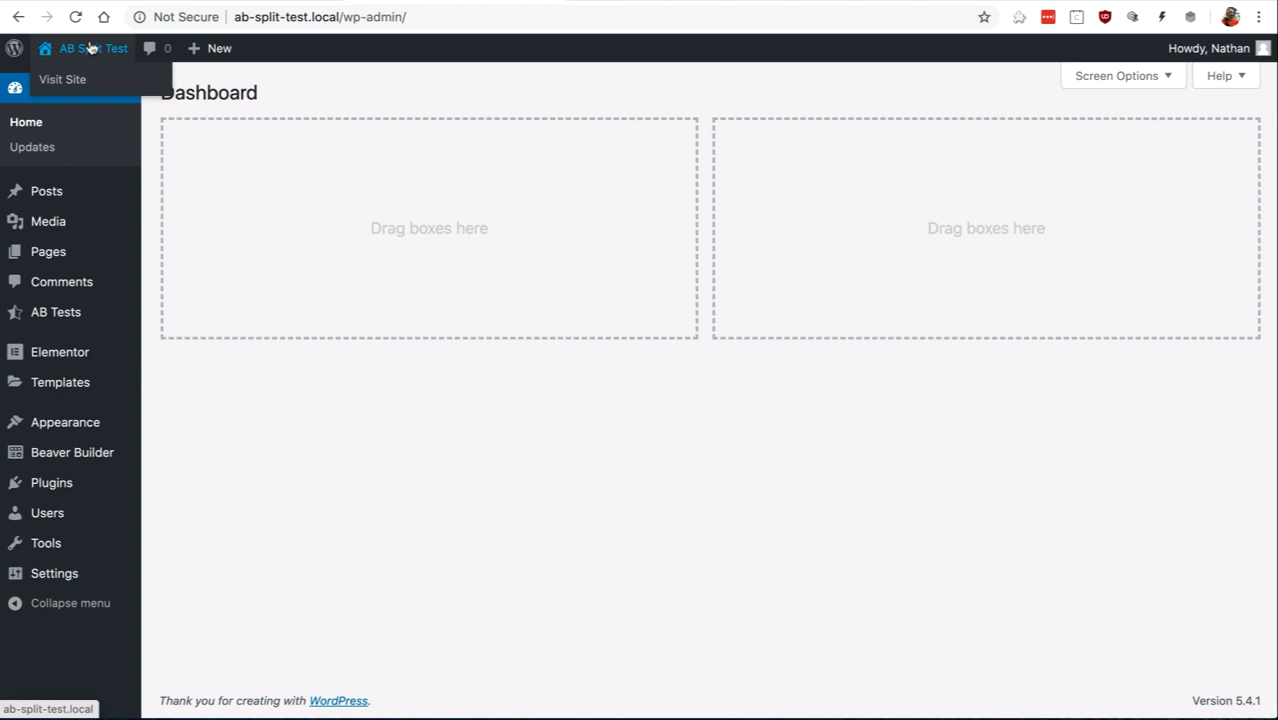 Not Secure
ab-split-test.local/wp-admin/
AB Split Test
0
New
Howdy, Nathan
Visit Site
Dashboard
Screen Options
Help
Home
Updates
Posts
Media
Pages
Comments
AB Tests
Elementor
Templates
Appearance
Beaver Builder
Plugins
Users
Tools
Settings
Collapse menu
Drag boxes here
Drag boxes here
Thank you for creating with WordPress.
Version 5.4.1
ab-split-test.local